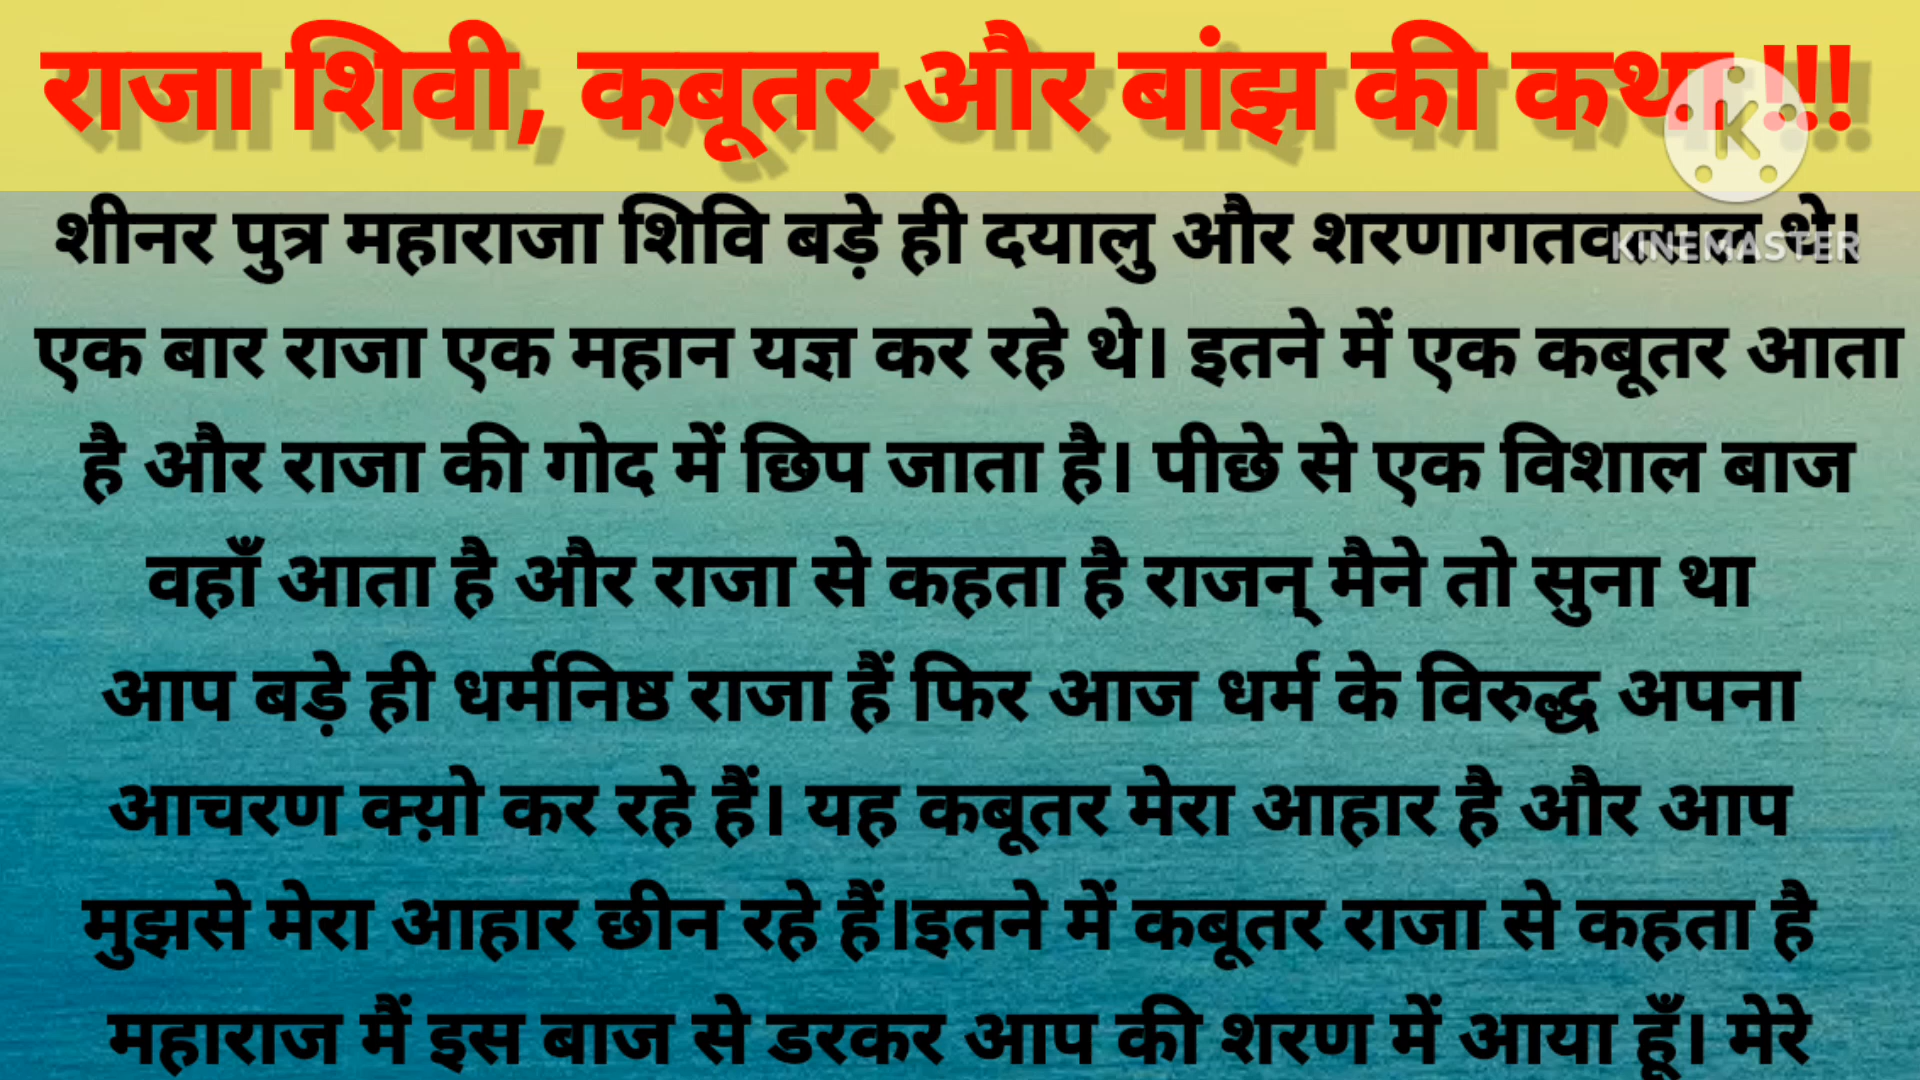 राजा शिवी, कबूतर और बांझ की कथा !!!
शीनर पुत्र महाराजा शिवि बड़े ही दयालु और शरणागतवत्सल थे।
KINEMASTER
एक बार राजा एक महान यज्ञ कर रहे थे। इतने में एक कबूतर आता
है और राजा की गोद में छिप जाता है। पीछे से एक विशाल बाज
वहाँ आता है और राजा से कहता है राजन् मैने तो सुना था
आप बड़े ही धर्मनिष्ठ राजा हैं फिर आज धर्म के विरुद्ध अपना
आचरण क्य़ो कर रहे हैं। यह कबूतर मेरा आहार है और आप
मुझसे मेरा आहार छीन रहे हैं।इतने में कबूतर राजा से कहता है
महाराज मैं इस बाज से डरकर आप की शरण में आया हूँ। मेरे